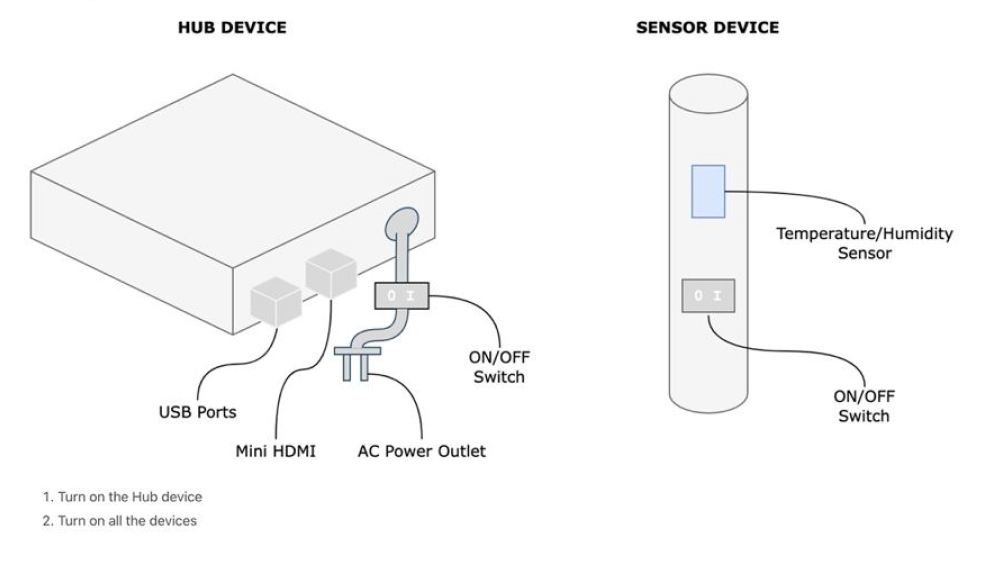 HUB DEVICE
SENSOR DEVICE
Temperature/Humidity
Sensor
O I
O I
ON/OFF
Switch
ON/OFF
Switch
USB Ports
Mini HDMI
AC Power Outlet
1. Turn on the Hub device
2. Turn on all the devices